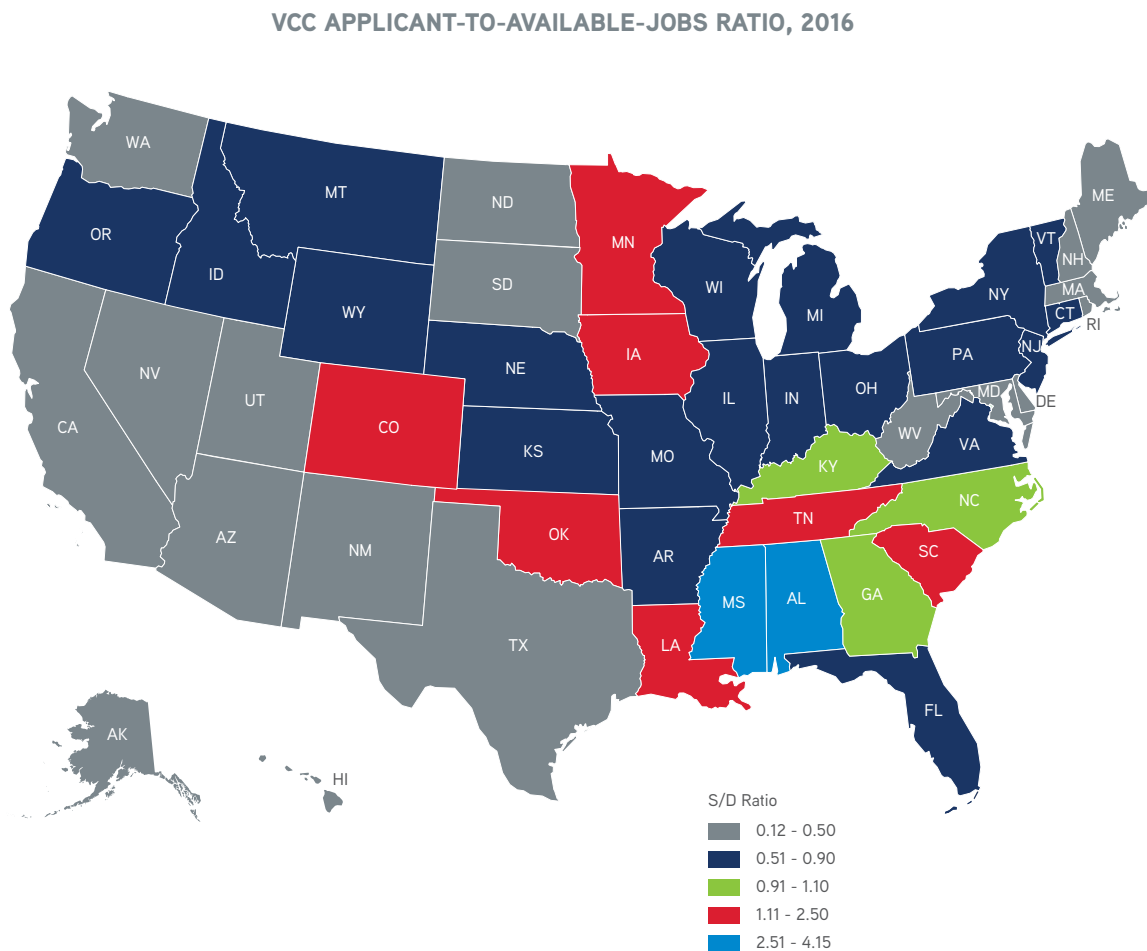 VCC APPLICANT-TO-AVAILABLE-JOBS RATIO, 2016
WA
MT
ND
MN
ME
OR
ID
SD
WI
VT
NH
WY
MI
NY
MA
CT
RI
NV
UT
CO
NE
IA
IL
IN
OH
PA
NJ
CA
KS
MO
KY
WV
MD
DE
VA
AZ
NM
OK
AR
TN
NC
SC
TX
LA
MS
AL
GA
FL
AK
HI
S/D Ratio
0.12 - 0.50
0.51 - 0.90
0.91 - 1.10
1.11 - 2.50
2.51 - 4.15